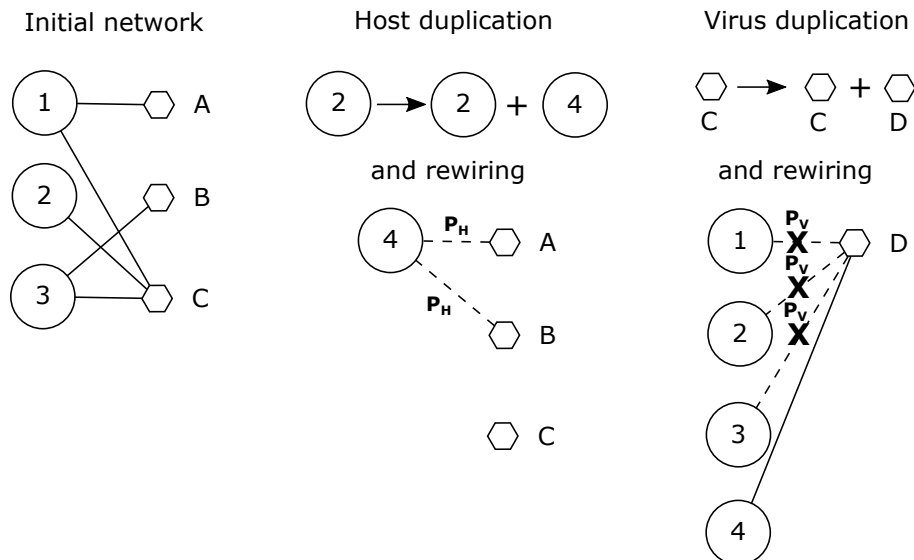 Initial network
1
A
2
B
3
C
Host duplication
2 2 + 4
and rewiring
4
P_H
A
P_H
B
C
Virus duplication
+
C C D
and rewiring
P_V
1
X
D
P_V
X
P_V
2
X
3
4